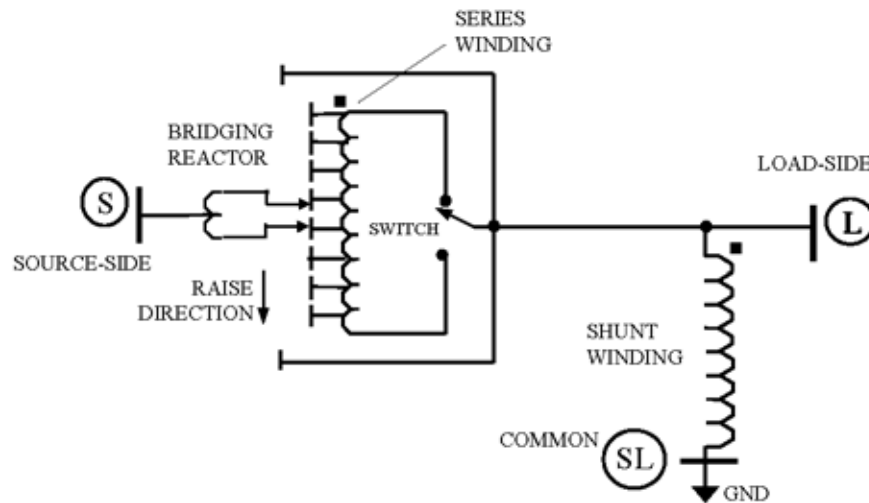 SERIES
WINDING
BRIDGING
REACTOR
LOAD-SIDE
S
L
SWITCH
SOURCE-SIDE
RAISE
DIRECTION
SHUNT
WINDING
COMMON
SL
GND